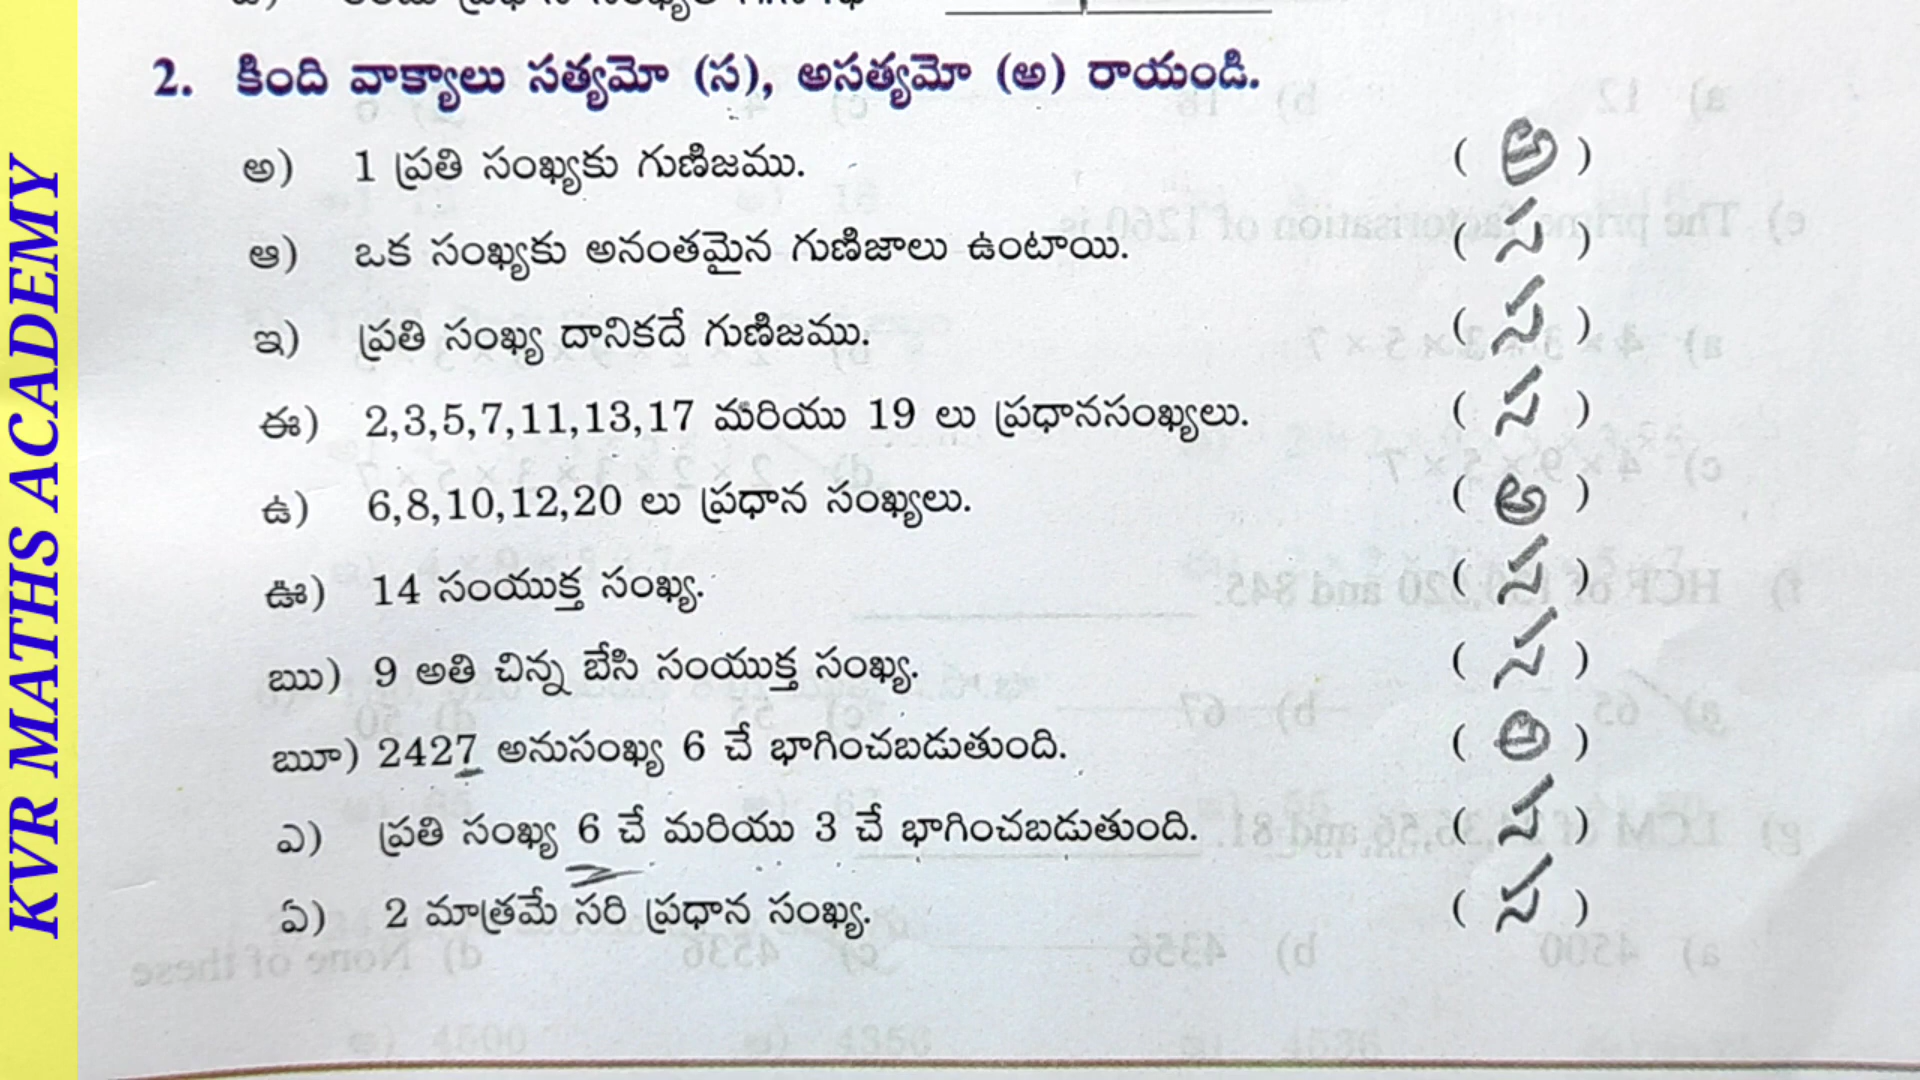 KVR MATHS ACADEMY
2. కింది వాక్యాలు సత్యమో (స), అసత్యమో (అ) రాయండి.
అ) 1 ప్రతి సంఖ్యకు గుణిజము. ( అ )
ఆ) ఒక సంఖ్యకు అనంతమైన గుణిజాలు ఉంటాయి. ( స )
ఇ) ప్రతి సంఖ్య దానికదే గుణిజము. ( స )
ఈ) 2,3,5,7,11,13,17 మరియు 19 లు ప్రధానసంఖ్యలు. ( స )
ఉ) 6,8,10,12,20 లు ప్రధాన సంఖ్యలు. ( అ )
ఊ) 14 సంయుక్త సంఖ్య. ( స )
ఋ) 9 అతి చిన్న బేసి సంయుక్త సంఖ్య. ( స )
ౠ) 2427 అనుసంఖ్య 6 చే భాగించబడుతుంది. ( అ )
ఎ) ప్రతి సంఖ్య 6 చే మరియు 3 చే భాగించబడుతుంది. ( స )
ఏ) 2 మాత్రమే సరి ప్రధాన సంఖ్య. ( స )